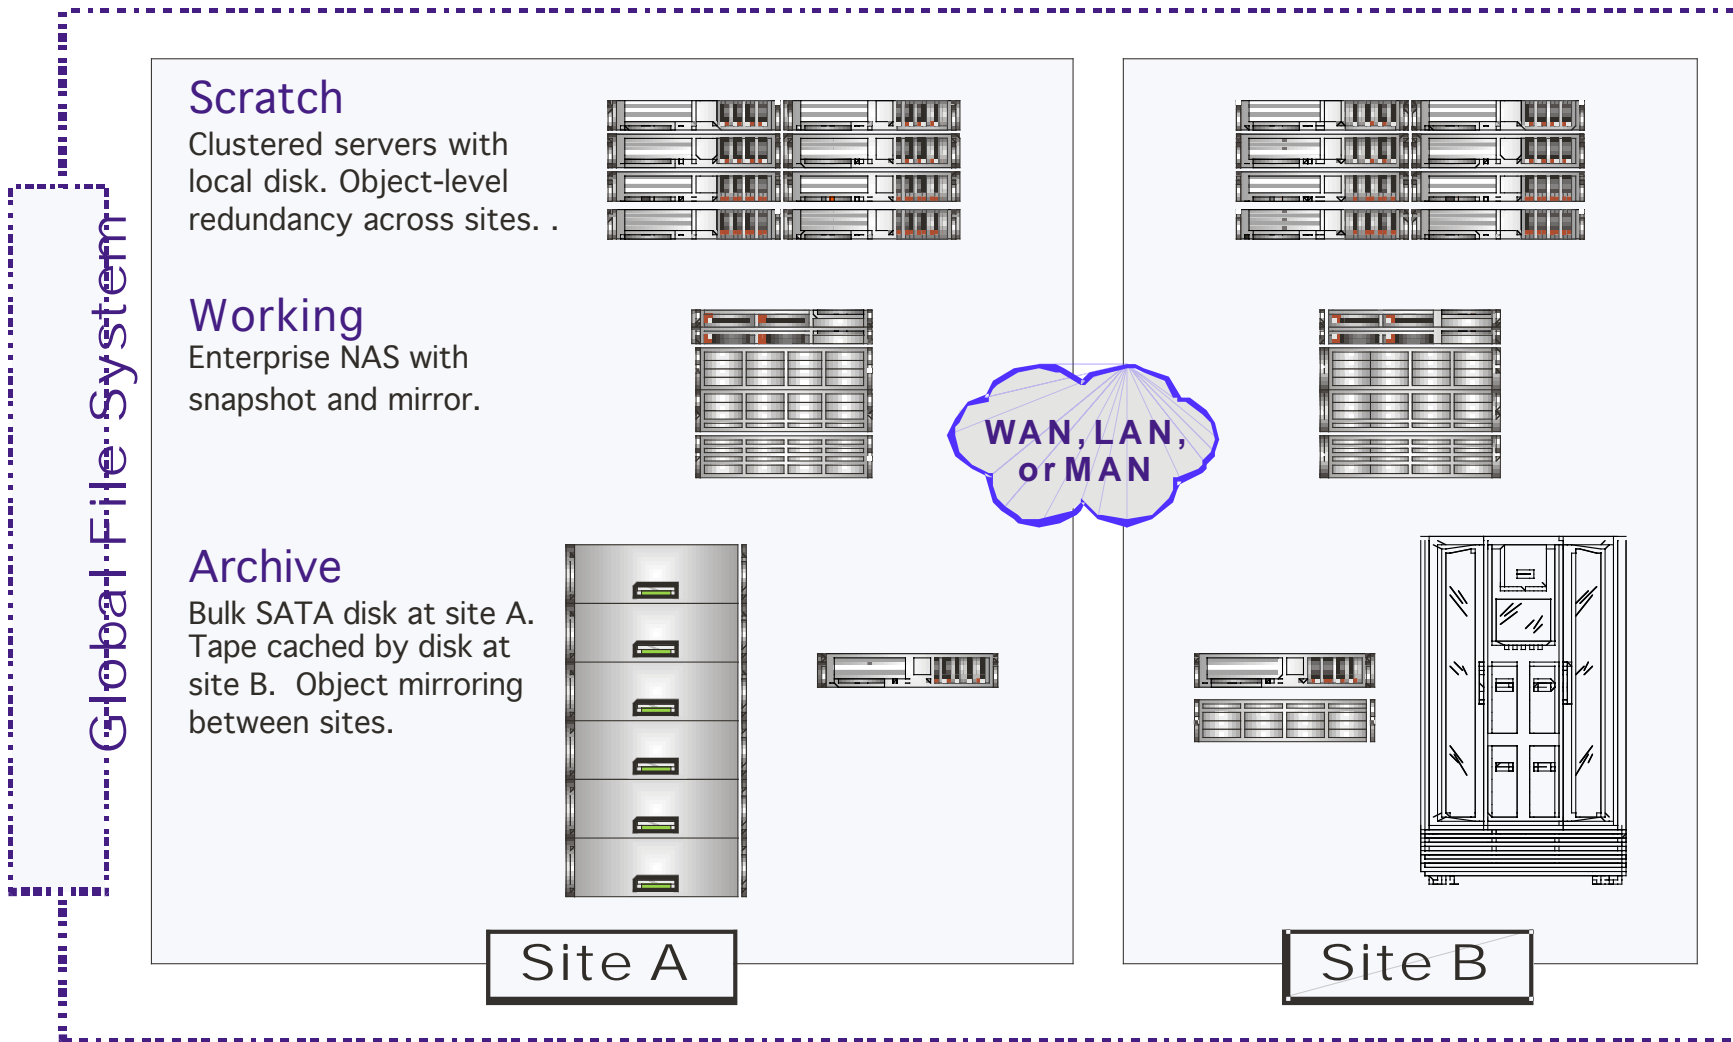 Global File System
Scratch
Clustered servers with
local disk. Object-level
redundancy across sites. .
Working
Enterprise NAS with
snapshot and mirror.
WAN, LAN,
or MAN
Archive
Bulk SATA disk at site A.
Tape cached by disk at
site B.  Object mirroring
between sites.
Site A
Site B